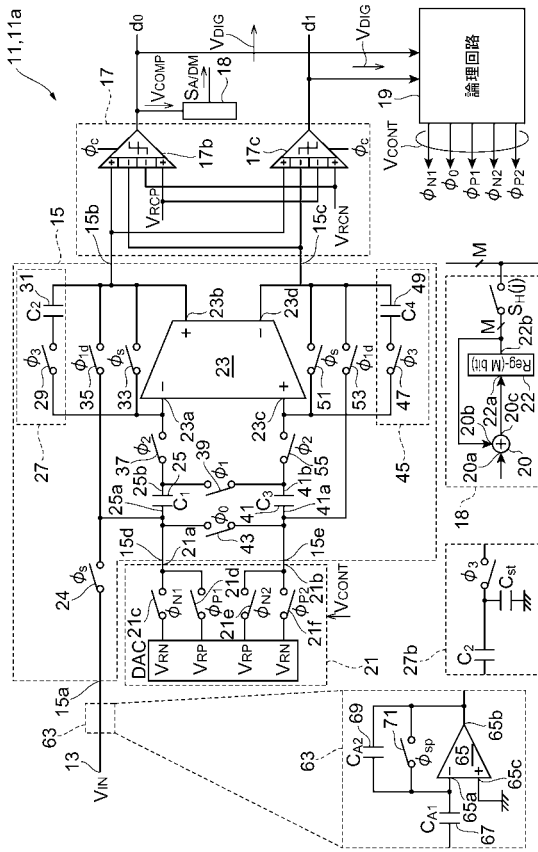 11,11a
15
17
d0
d1
VDIG
VDIG
VCOMP
SA/DM
18
φc
17b
17c
φc
VRCP
VRCN
15b
15c
論理回路
19
VCONT
φN1
φ0
φP1
φN2
φP2
31
C2
φ3
29
27
φ1d
35
φs
33
23b
23d
+
−
23
−
+
23a
23c
φs
51
φ1d
53
49
C4
φ3
47
45
φ2
37
25b
25
C1
25a
φ1
39
φ2
55
41b
C3
41
41a
φ0
43
φs
24
15d
21a
15e
21b
21c
φN1
21d
φP1
21e
φN2
φP2
21f
DAC
VRN
VRP
VRP
VRN
VCONT
21
15a
63
13
VIN
63
CA2
69
71
φsp
65
−
+
65a
65b
65c
CA1
67
27b
C2
φ3
Cst
18
20
20a
20b
20c
22a
22b
22
Reg-(M bit)
M
M
SH(j)